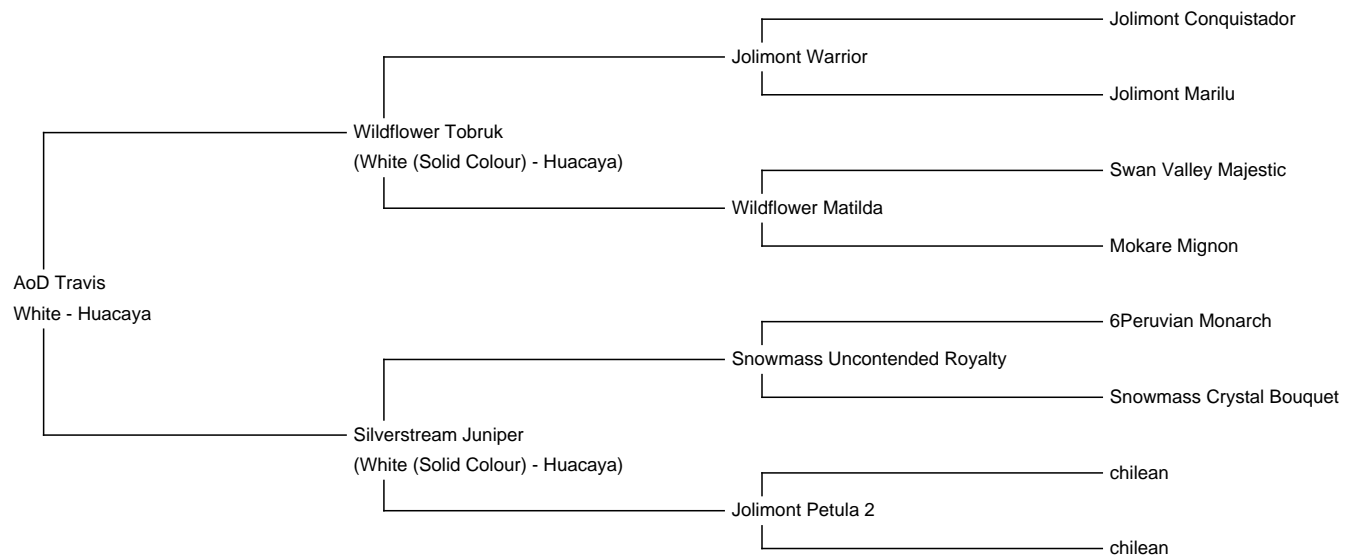 Jolimont Conquistador
Jolimont Warrior
Jolimont Marilu
Wildflower Tobruk
(White (Solid Colour) - Huacaya)
Swan Valley Majestic
Wildflower Matilda
Mokare Mignon
AoD Travis
White - Huacaya
6Peruvian Monarch
Snowmass Uncontended Royalty
Snowmass Crystal Bouquet
Silverstream Juniper
(White (Solid Colour) - Huacaya)
chilean
Jolimont Petula 2
chilean